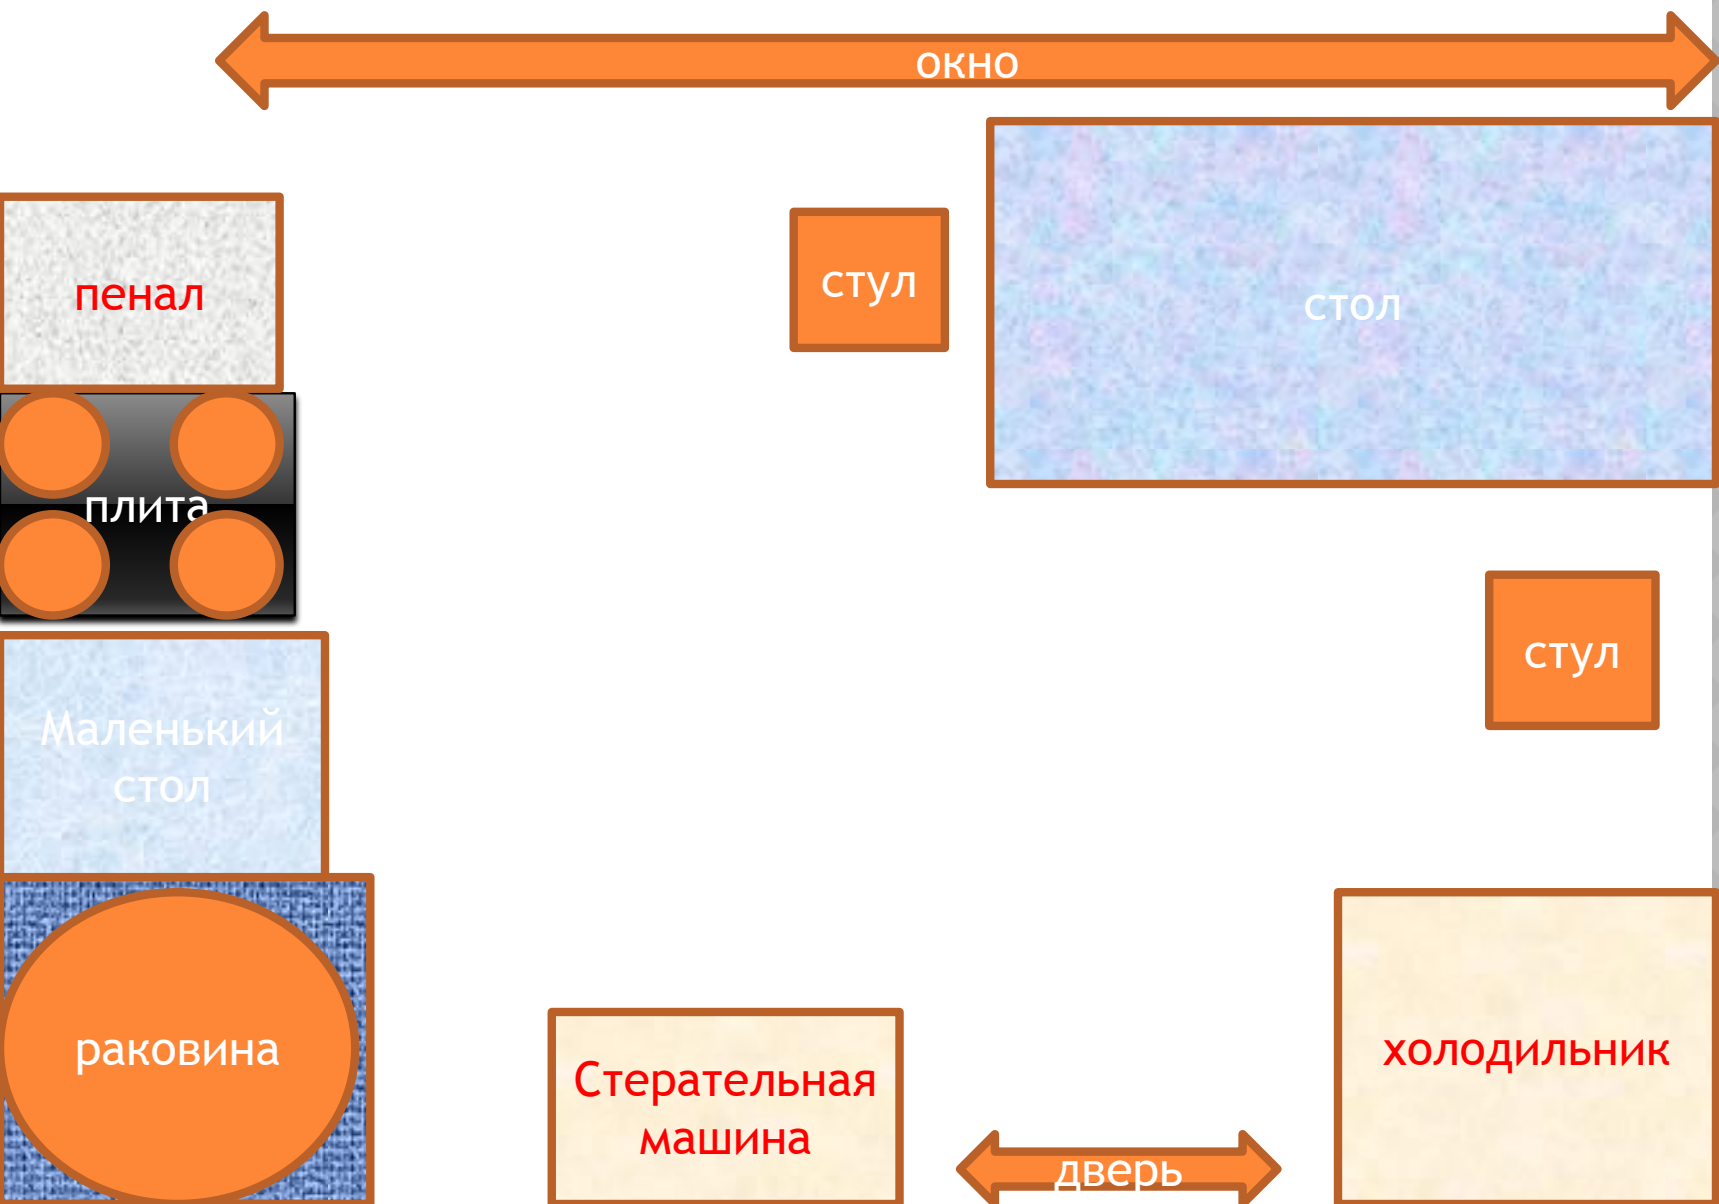 окно
пенал
стул
стол
плита
стул
Маленький
стол
раковина
Стерательная
машина
холодильник
дверь